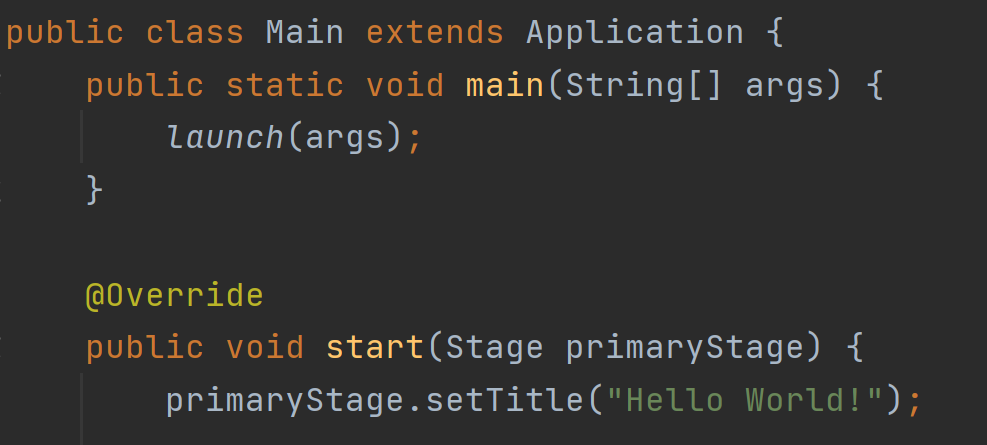 public class Main extends Application {
    public static void main(String[] args) {
        launch(args);
    }

    @Override
    public void start(Stage primaryStage) {
        primaryStage.setTitle("Hello World!");